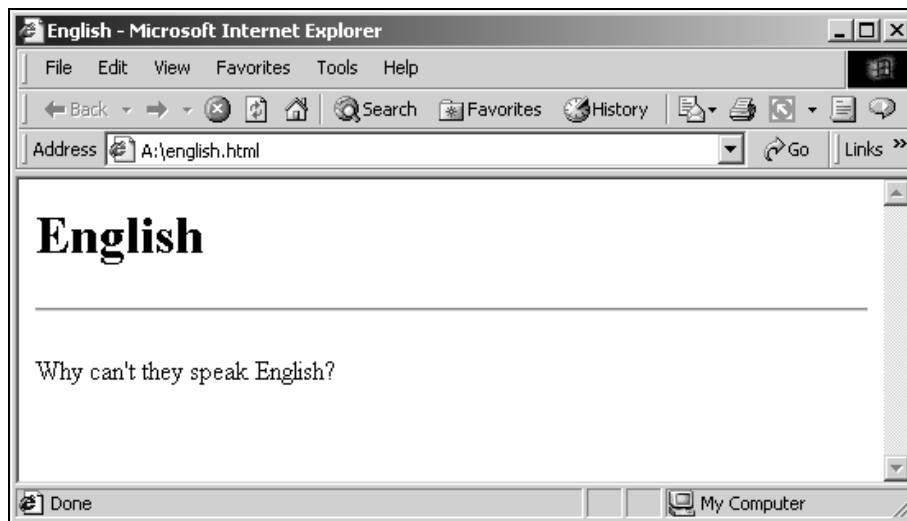 English - Microsoft Internet Explorer
File Edit View Favorites Tools Help
Back Search Favorites History
Address A:\english.html Go Links »
English
Why can't they speak English?
Done My Computer